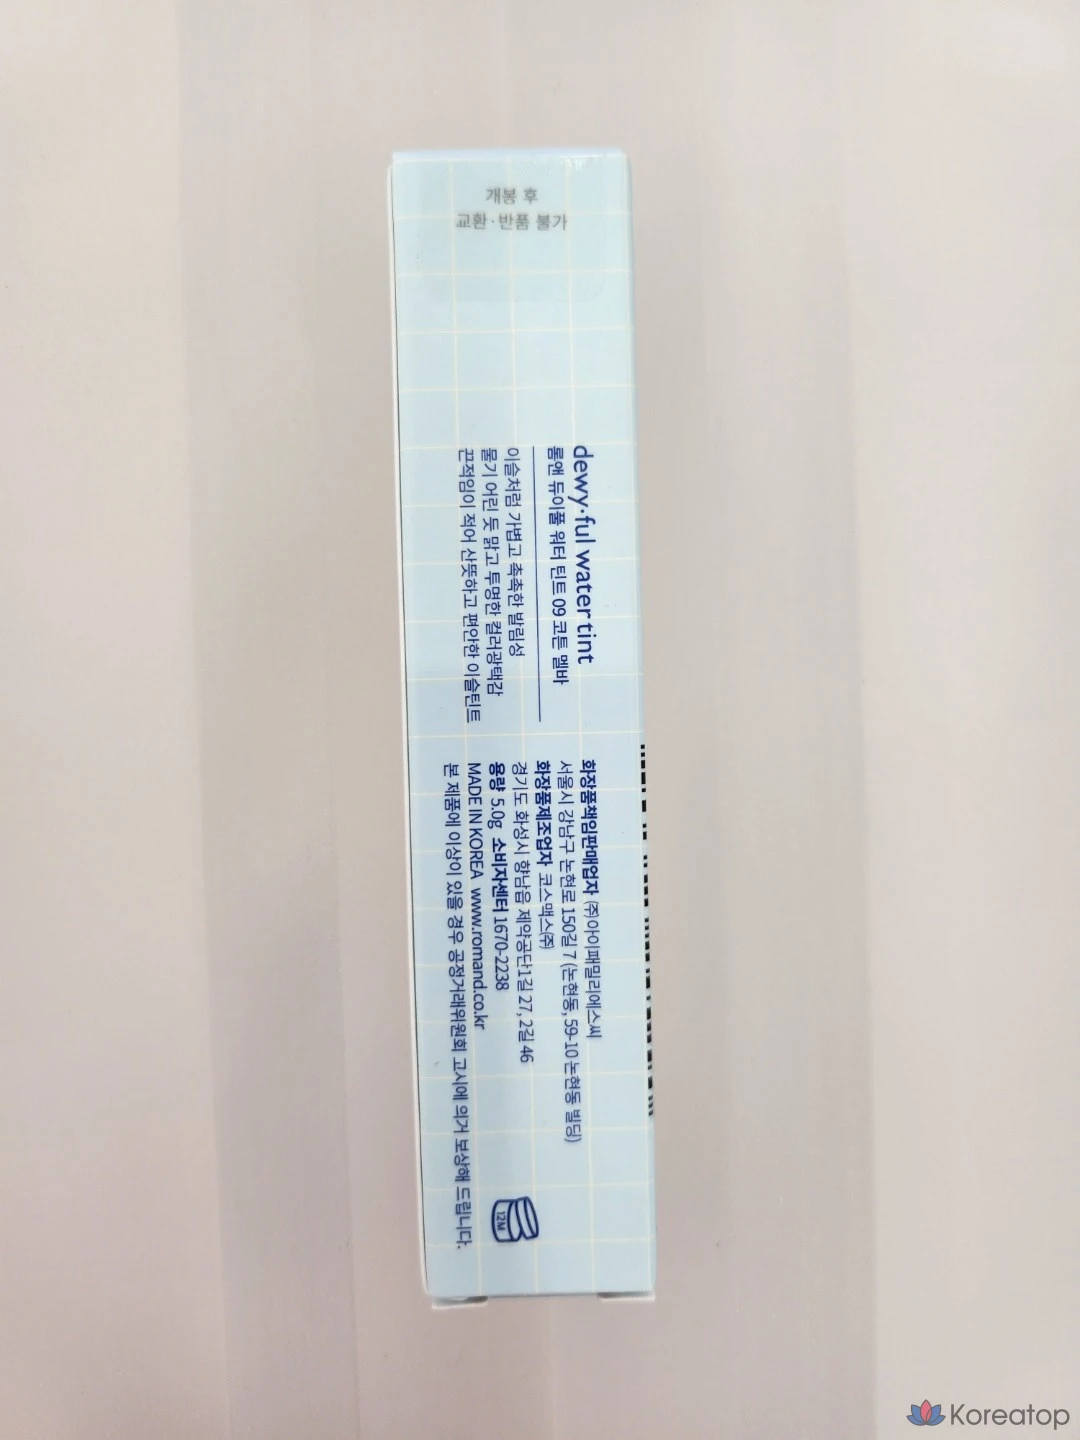 개봉 후
교환·반품 불가
dewy·ful water tint
롬앤 듀이풀 워터 틴트 09 코튼 멜바
이슬처럼 가볍고 촉촉한 발림성
물기 어린 듯 맑고 투명한 컬러광택감
끈적임이 적어 산뜻하고 편안한 이슬틴트
화장품책임판매업자 ㈜아이패밀리에스씨
서울시 강남구 논현로 150길 7 (논현동, 59-10 논현동 빌딩)
화장품제조업자 코스맥스㈜
경기도 화성시 향남읍 제약공단1길 27, 2길 46
용량 5.0g 소비자센터 1670-2238
MADE IN KOREA www.romand.co.kr
본 제품에 이상이 있을 경우 공정거래위원회 고시에 의거 보상해 드립니다.
12M
Koreatop